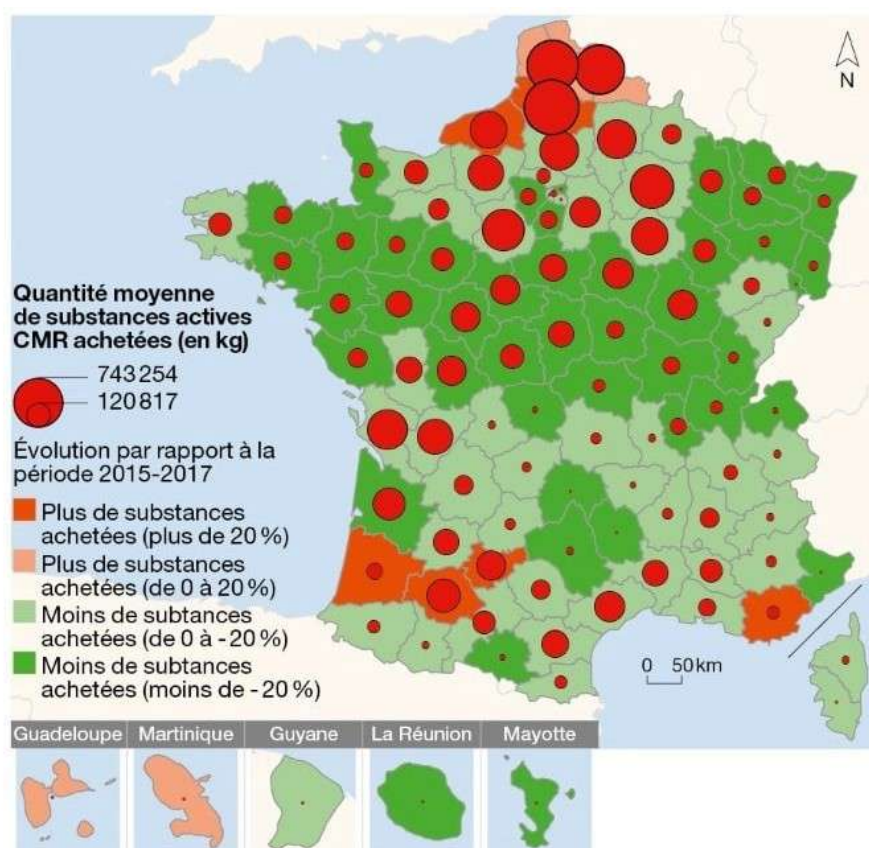 N
Quantité moyenne
de substances actives
CMR achetées (en kg)
743 254
120 817
Évolution par rapport à la
période 2015-2017
Plus de substances
achetées (plus de 20 %)
Plus de substances
achetées (de 0 à 20 %)
Moins de subtances
achetées (de 0 à -20 %)
Moins de substances
achetées (moins de -20 %)
0 50 km
Guadeloupe Martinique Guyane La Réunion Mayotte